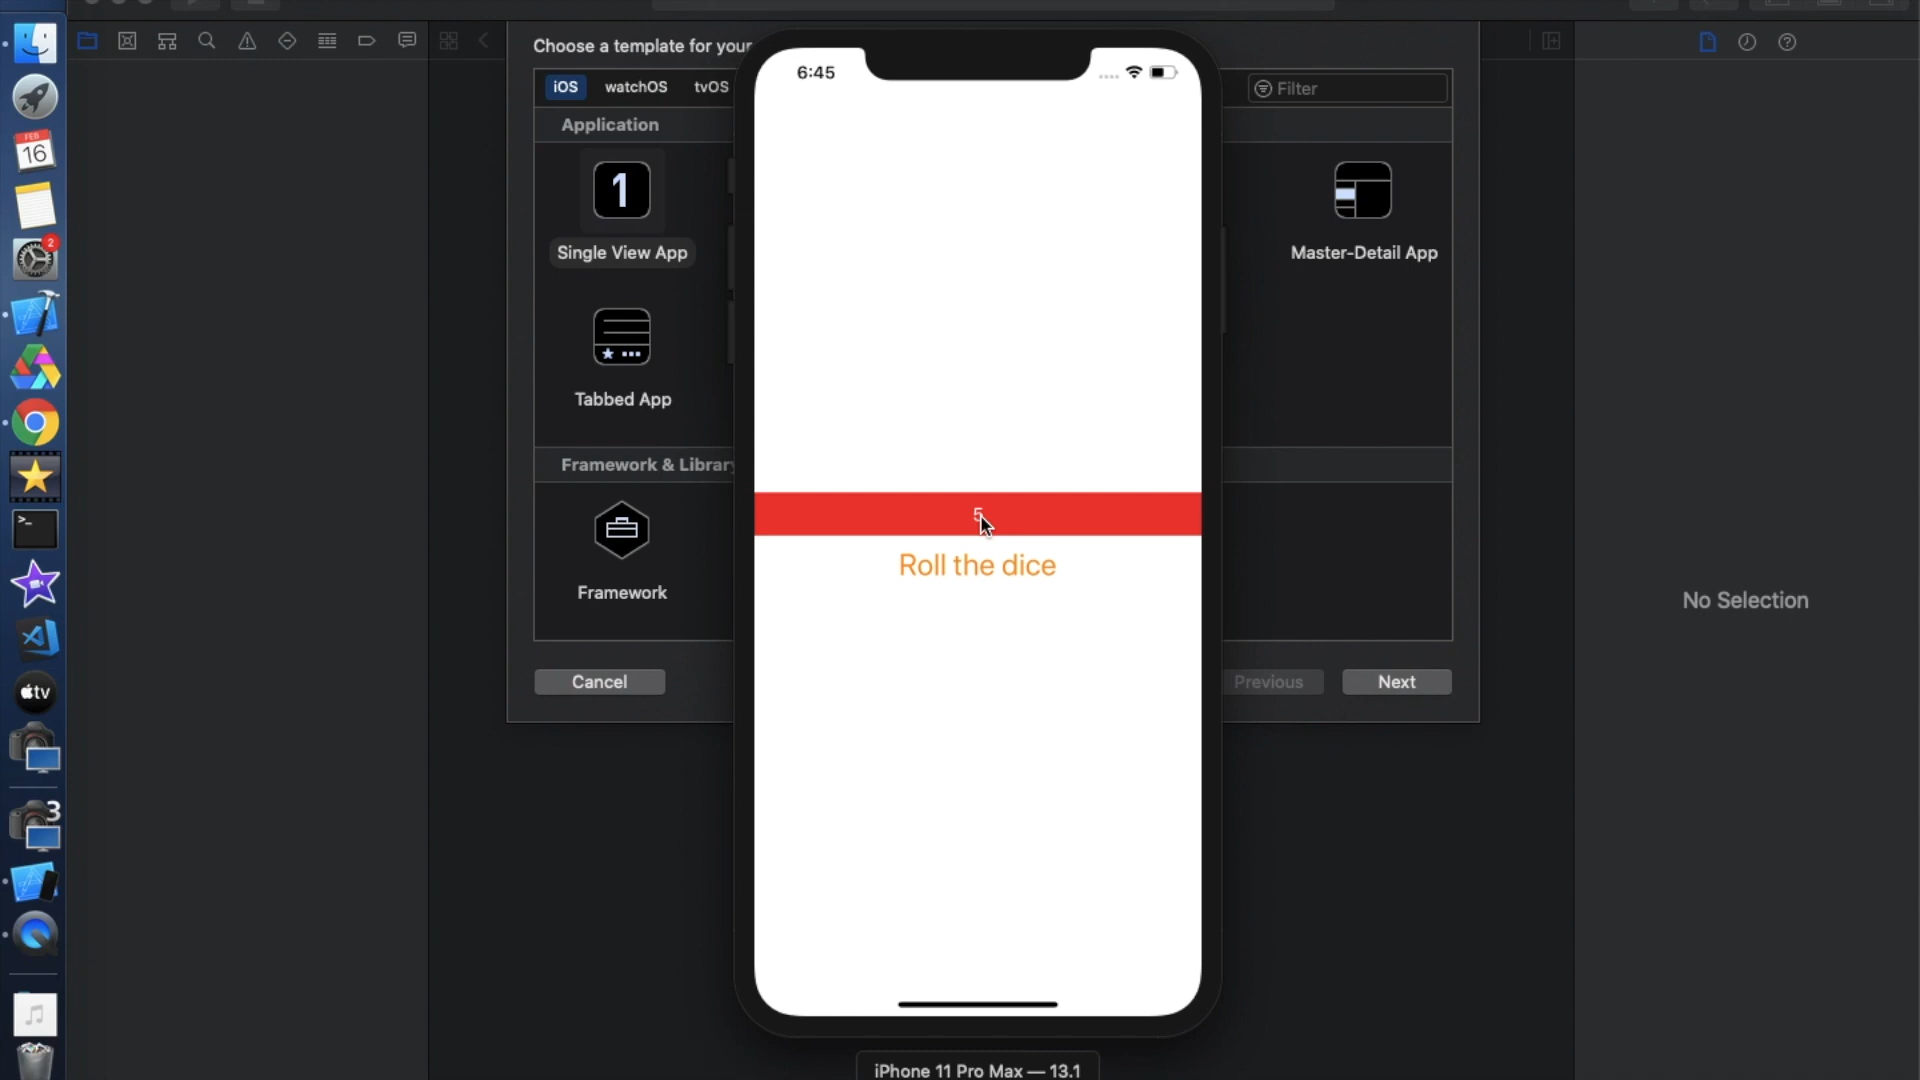 Choose a template for your
6:45
iOS watchOS tvOS
Filter
Application
FEB
16
1
Single View App
Master-Detail App
2
Tabbed App
Framework & Library
5
Roll the dice
Framework
No Selection
Cancel
Previous
Next
tv
3
iPhone 11 Pro Max — 13.1